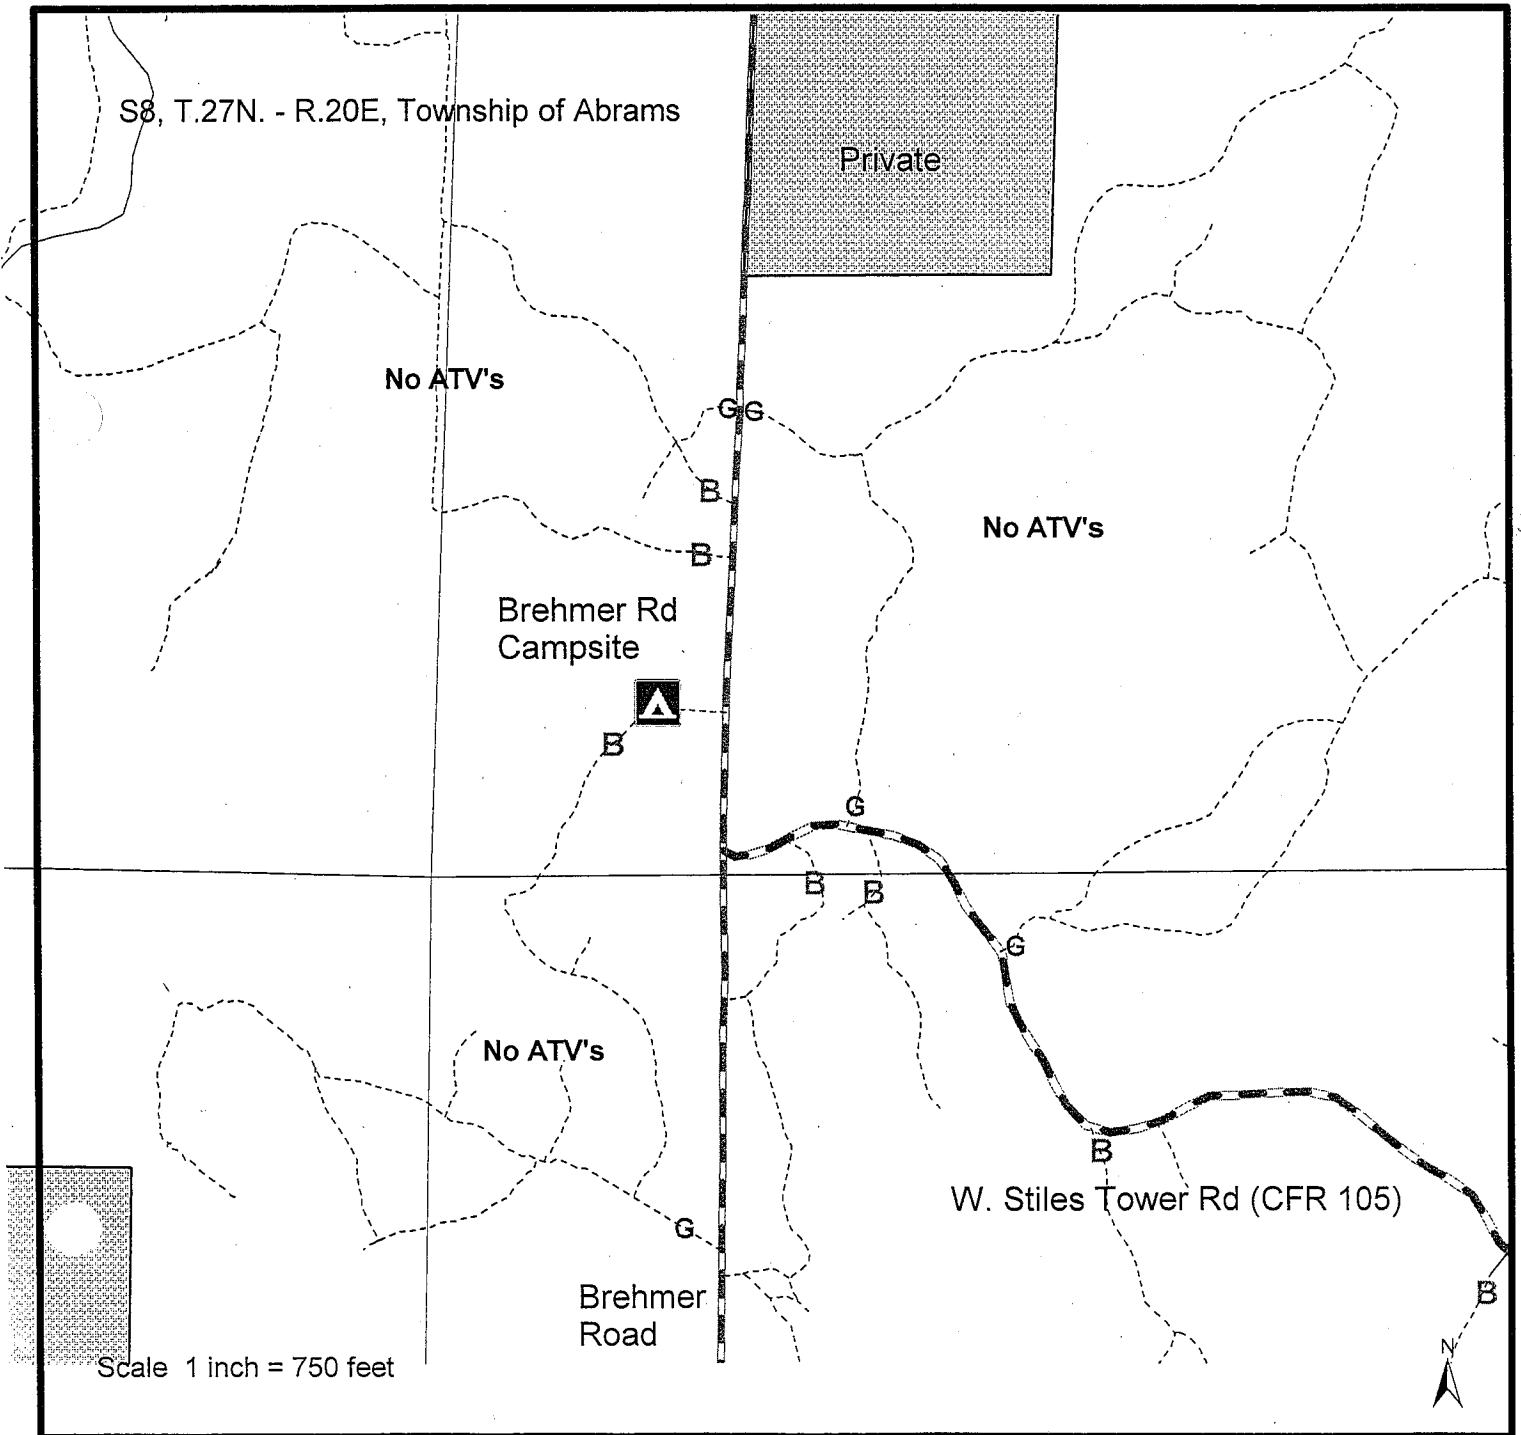 S8, T.27N. - R.20E, Township of Abrams
Private
No ATV's
G G
B
No ATV's
B
Brehmer Rd
Campsite
B
G
B
B
G
No ATV's
B
W. Stiles Tower Rd (CFR 105)
G
Brehmer
Road
B
N
Scale 1 inch = 750 feet